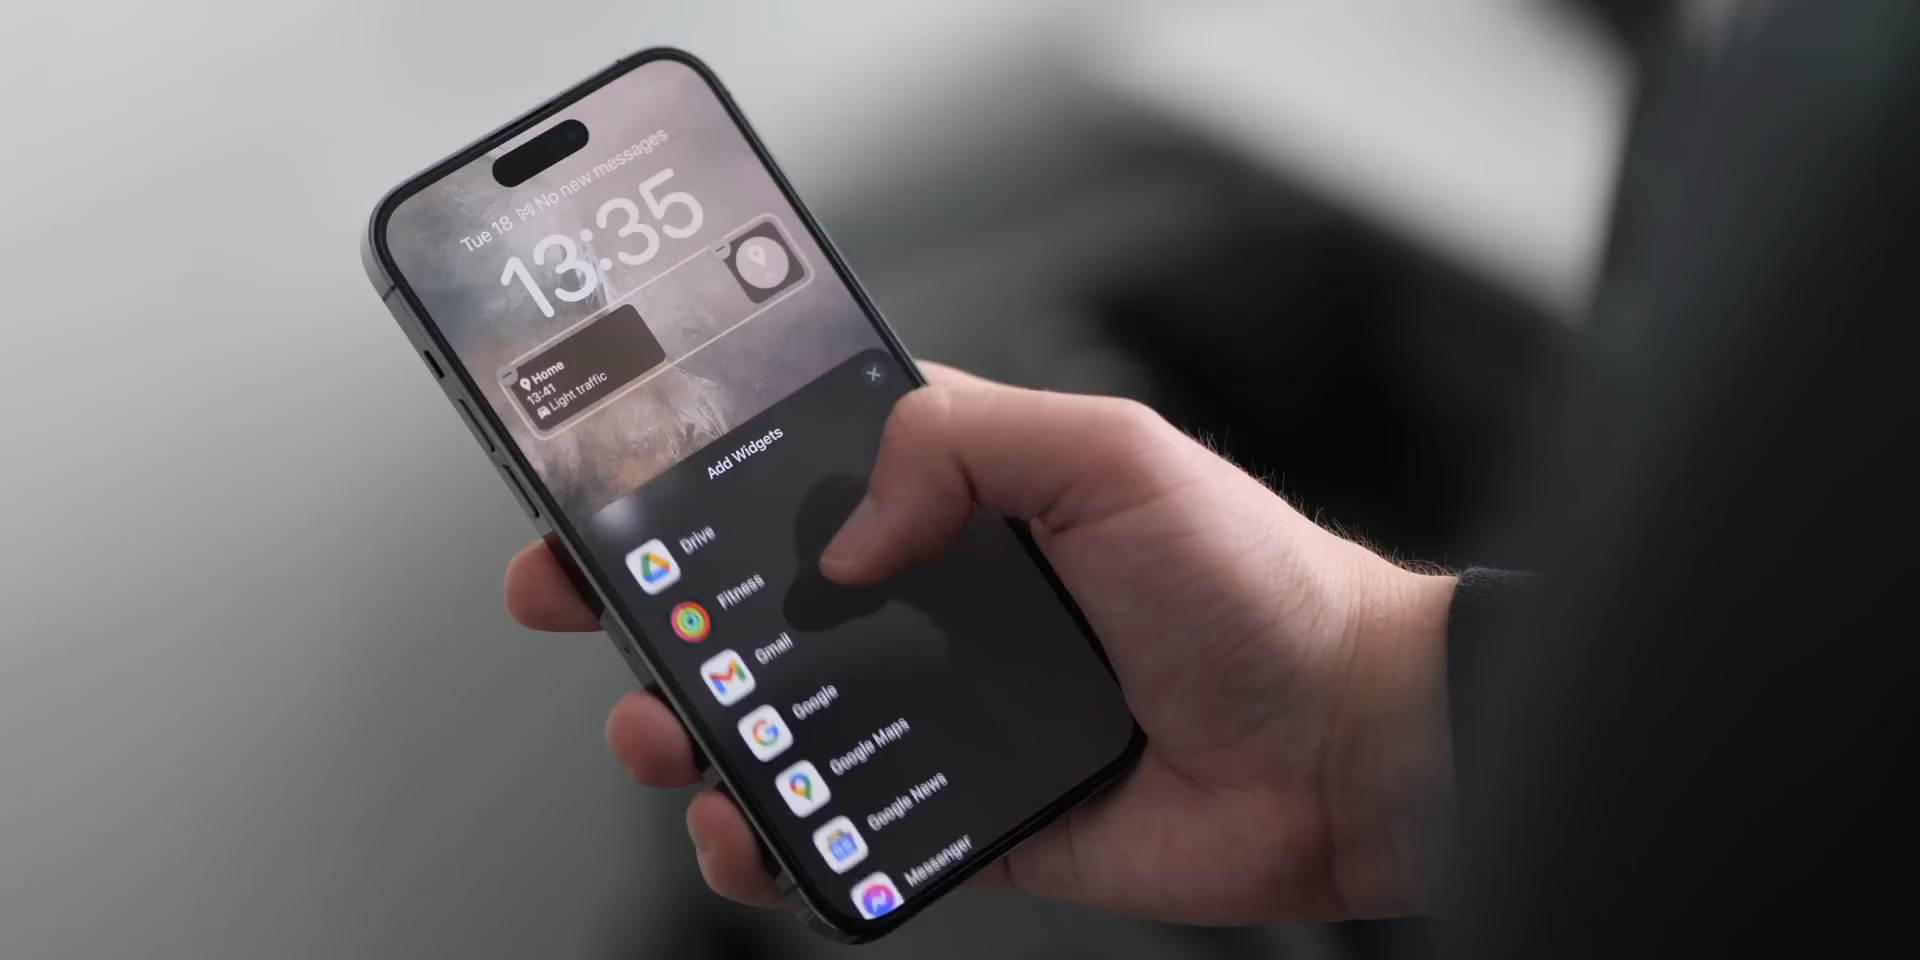 Tue 18 No new messages
13:35
Home
13:41
Light traffic
Add Widgets
Drive
Fitness
Gmail
Google
Google Maps
Google News
Messenger